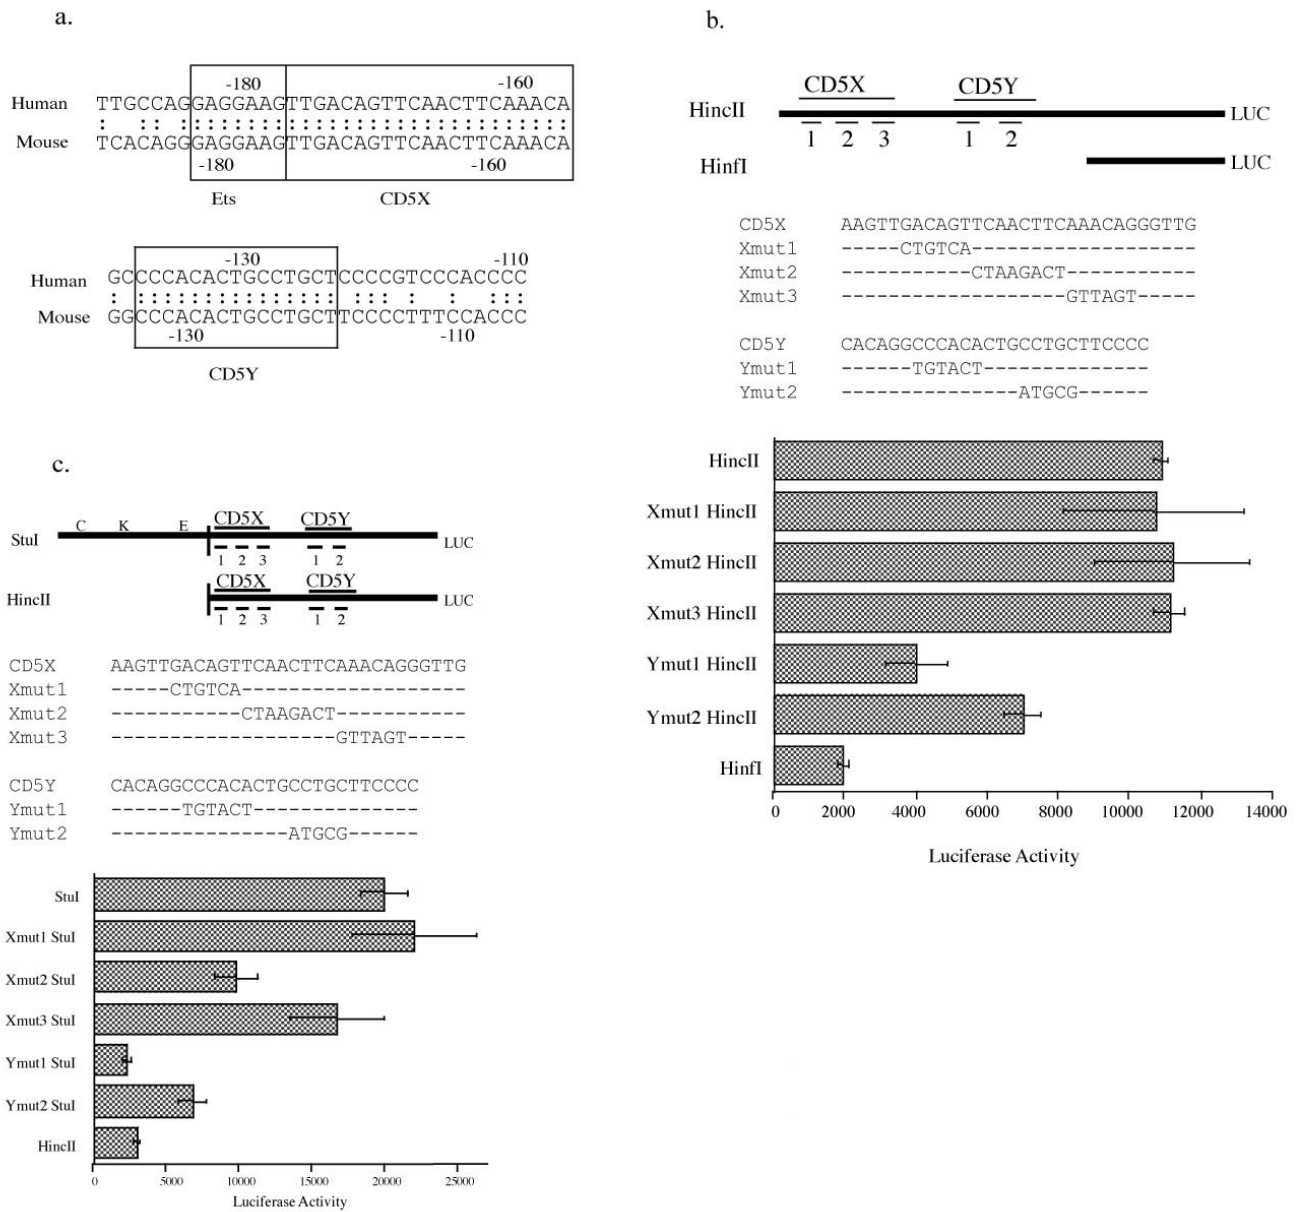 a.
-180 -160
Human TTGCCAGGAGGAAGTTGACAGTTCAACTTCAAACA
: : : : : : : : : : : : : : : : : : : : : : : : : : : : : : : :
Mouse TCACAGGGAGGAAGTTGACAGTTCAACTTCAAACA
-180 -160
Ets CD5X
-130 -110
Human GCCCCACACTGCCTGCTCCCCGTCCCACCCC
: : : : : : : : : : : : : : : : : : : : : : : : :
Mouse GGCCCACACTGCCTGCTTCCCCTTTCCACCC
-130 -110
CD5Y
b.
CD5X CD5Y
HincII LUC
1 2 3 1 2
HinfI LUC
CD5X AAGTTGACAGTTCAACTTCAAACAGGGTTG
Xmut1 -----CTGTCA-------------------
Xmut2 -----------CTAAGACT-----------
Xmut3 -------------------GTTAGT-----
CD5Y CACAGGCCCACACTGCCTGCTTCCCC
Ymut1 ------TGTACT--------------
Ymut2 ---------------ATGCG------
HincII
Xmut1 HincII
Xmut2 HincII
Xmut3 HincII
Ymut1 HincII
Ymut2 HincII
HinfI
0 2000 4000 6000 8000 10000 12000 14000
Luciferase Activity
c.
C K E CD5X CD5Y
StuI LUC
1 2 3 1 2
CD5X CD5Y
HincII LUC
1 2 3 1 2
CD5X AAGTTGACAGTTCAACTTCAAACAGGGTTG
Xmut1 -----CTGTCA-------------------
Xmut2 -----------CTAAGACT-----------
Xmut3 -------------------GTTAGT-----
CD5Y CACAGGCCCACACTGCCTGCTTCCCC
Ymut1 ------TGTACT--------------
Ymut2 ---------------ATGCG------
StuI
Xmut1 StuI
Xmut2 StuI
Xmut3 StuI
Ymut1 StuI
Ymut2 StuI
HincII
0 5000 10000 15000 20000 25000
Luciferase Activity